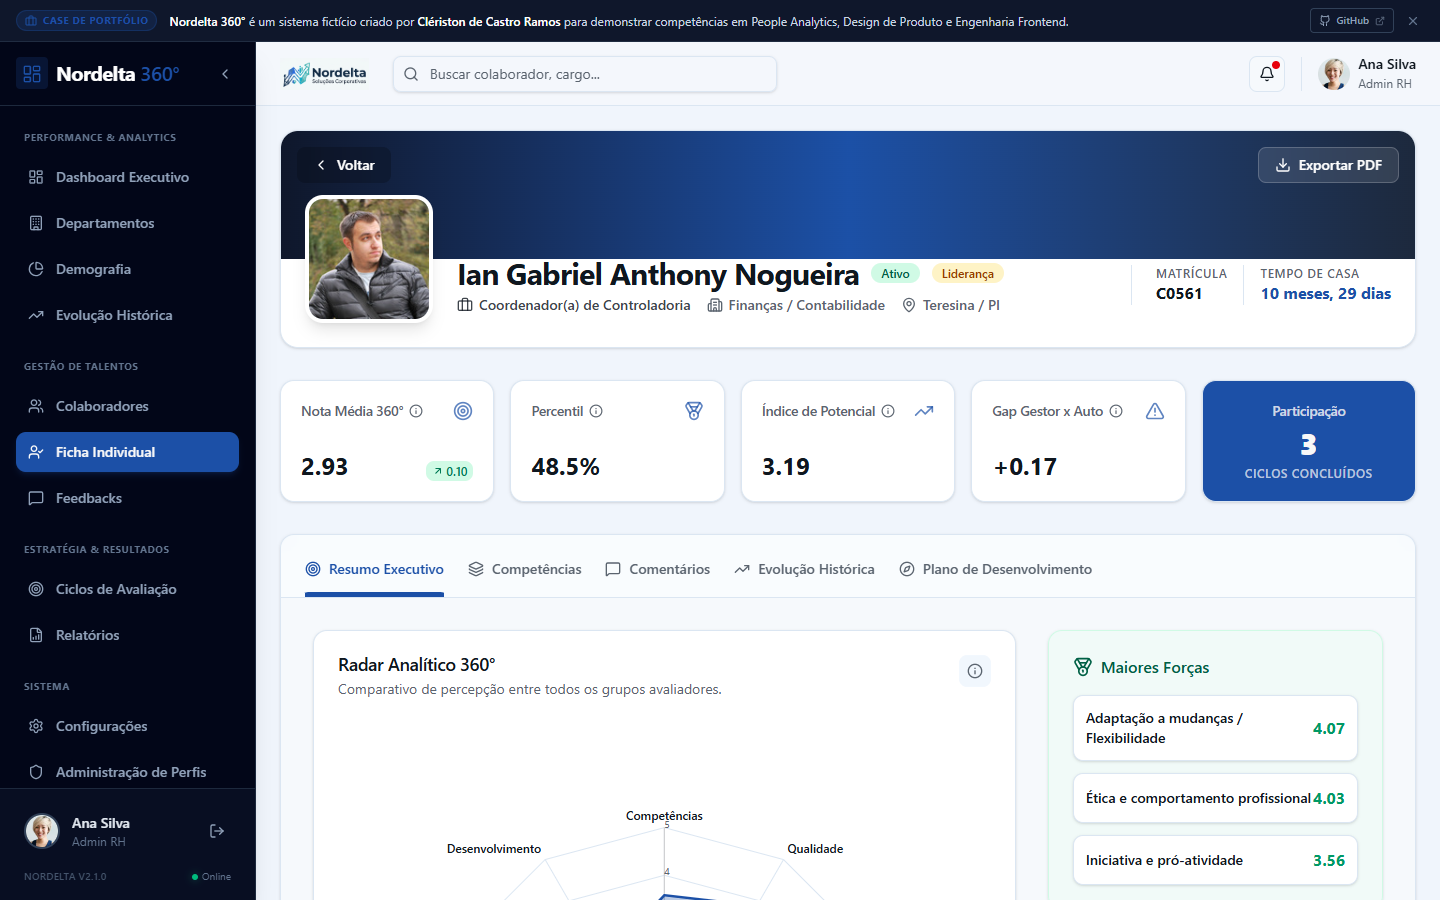 CASE DE PORTFÓLIO
Nordelta 360° é um sistema fictício criado por Clériston de Castro Ramos para demonstrar competências em People Analytics, Design de Produto e Engenharia Frontend.
GitHub
Nordelta 360°
PERFORMANCE & ANALYTICS
Dashboard Executivo
Departamentos
Demografia
Evolução Histórica
GESTÃO DE TALENTOS
Colaboradores
Ficha Individual
Feedbacks
ESTRATÉGIA & RESULTADOS
Ciclos de Avaliação
Relatórios
SISTEMA
Configurações
Administração de Perfis
Ana Silva
Admin RH
NORDELTA V2.1.0
Online
Nordelta
Soluções Corporativas
Buscar colaborador, cargo...
Ana Silva
Admin RH
Voltar
Exportar PDF
Ian Gabriel Anthony Nogueira
Ativo
Liderança
Coordenador(a) de Controladoria
Finanças / Contabilidade
Teresina / PI
MATRÍCULA
C0561
TEMPO DE CASA
10 meses, 29 dias
Nota Média 360°
2.93
0.10
Percentil
48.5%
Índice de Potencial
3.19
Gap Gestor x Auto
+0.17
Participação
3
CICLOS CONCLUÍDOS
Resumo Executivo
Competências
Comentários
Evolução Histórica
Plano de Desenvolvimento
Radar Analítico 360°
Comparativo de percepção entre todos os grupos avaliadores.
Competências
5
Desenvolvimento
Qualidade
4
Maiores Forças
Adaptação a mudanças /
Flexibilidade
4.07
Ética e comportamento profissional
4.03
Iniciativa e pró-atividade
3.56